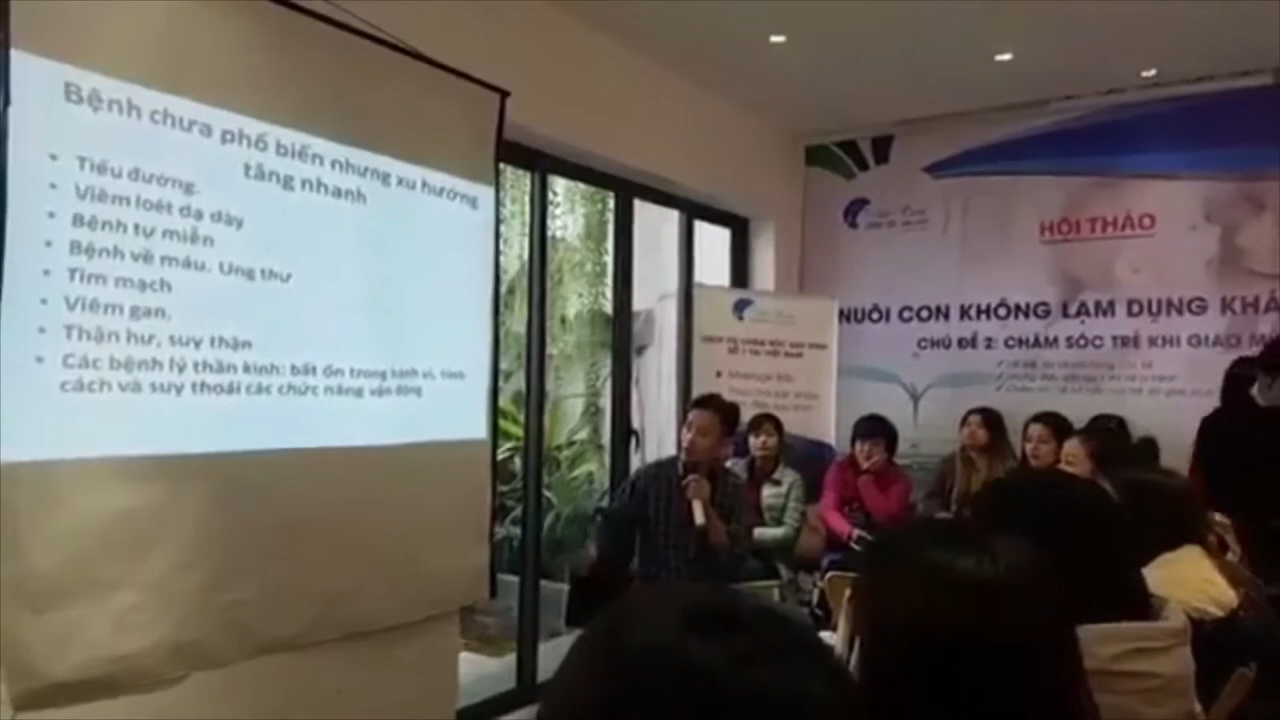 Bệnh chưa phổ biến nhưng xu hướng
tăng nhanh
• Tiểu đường.
• Viêm loét dạ dày
• Bệnh tự miễn
• Bệnh về máu. Ung thư
• Tim mạch
• Viêm gan.
• Thận hư, suy thận
• Các bệnh lý thần kinh: bất ổn trong hành vi, tính
cách và suy thoái các chức năng vận động
HỘI THẢO
NUÔI CON KHÔNG LẠM DỤNG KHÁ
CHỦ ĐỀ 2: CHĂM SÓC TRẺ KHI GIAO M